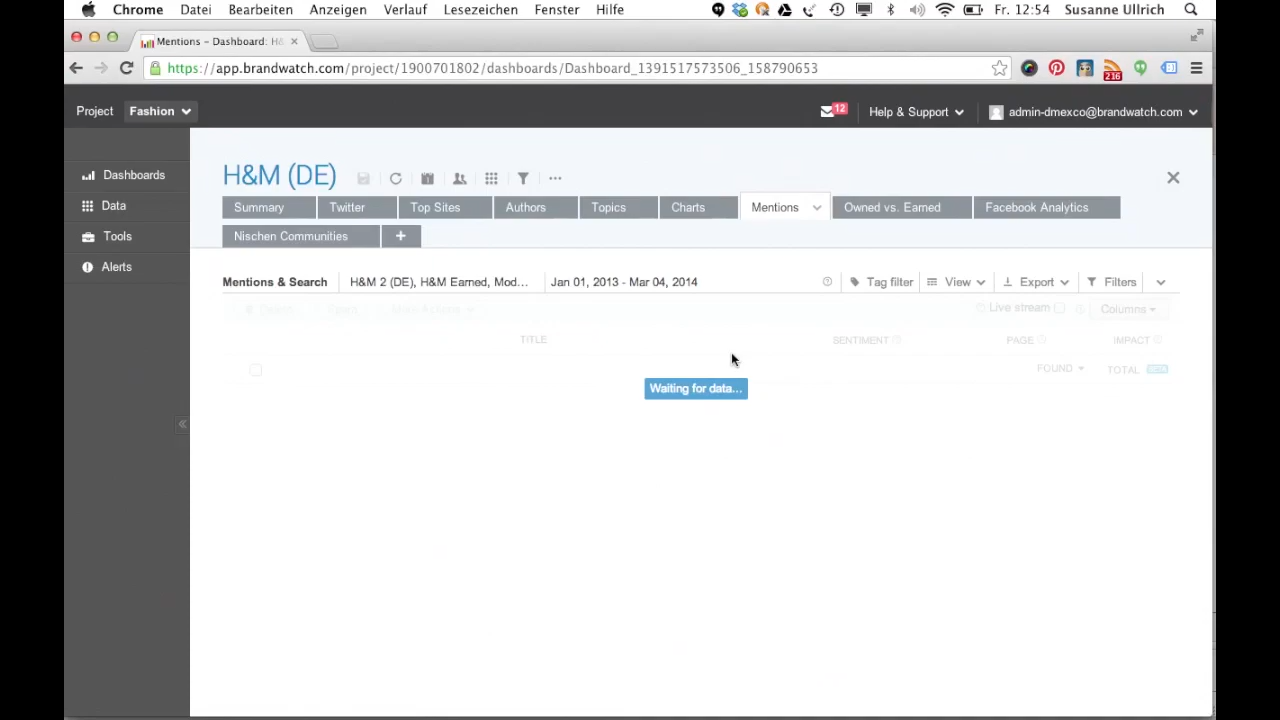 Chrome Datei Bearbeiten Anzeigen Verlauf Lesezeichen Fenster Hilfe Fr. 12:54 Susanne Ullrich
Mentions – Dashboard: H&
https://app.brandwatch.com/project/1900701802/dashboards/Dashboard_1391517573506_158790653
216
Project Fashion 12 Help & Support admin-dmexco@brandwatch.com
Dashboards
Data
Tools
Alerts
H&M (DE)
Summary Twitter Top Sites Authors Topics Charts Mentions Owned vs. Earned Facebook Analytics
Nischen Communities +
Mentions & Search H&M 2 (DE), H&M Earned, Mod... Jan 01, 2013 - Mar 04, 2014 Tag filter View Export Filters
Live stream Columns
TITLE SENTIMENT PAGE IMPACT
FOUND TOTAL BETA
Waiting for data...